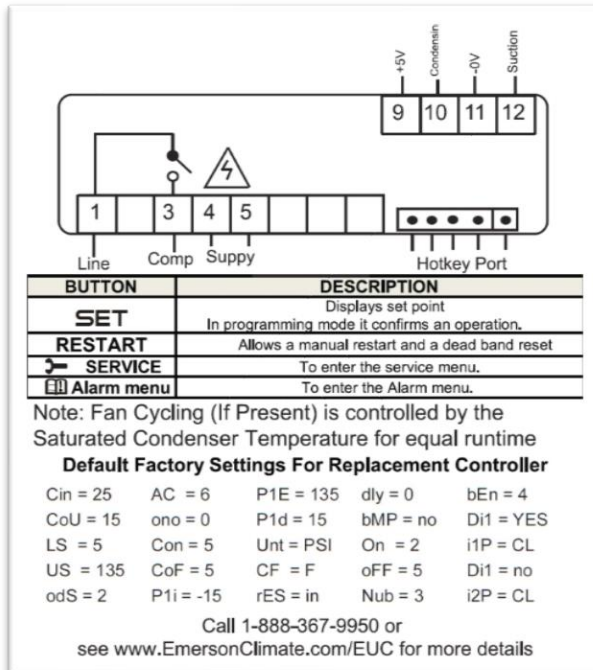 +5V
Condensin
-0V
Suction
9 10 11 12
1 3 4 5
Line Comp Suppy Hotkey Port
BUTTON DESCRIPTION
SET Displays set point
In programming mode it confirms an operation.
RESTART Allows a manual restart and a dead band reset
SERVICE To enter the service menu.
Alarm menu To enter the Alarm menu.
Note: Fan Cycling (If Present) is controlled by the
Saturated Condenser Temperature for equal runtime
Default Factory Settings For Replacement Controller
Cin = 25 AC = 6 P1E = 135 dly = 0 bEn = 4
CoU = 15 ono = 0 P1d = 15 bMP = no Di1 = YES
LS = 5 Con = 5 Unt = PSI On = 2 i1P = CL
US = 135 CoF = 5 CF = F oFF = 5 Di1 = no
odS = 2 P1i = -15 rES = in Nub = 3 i2P = CL
Call 1-888-367-9950 or
see www.EmersonClimate.com/EUC for more details